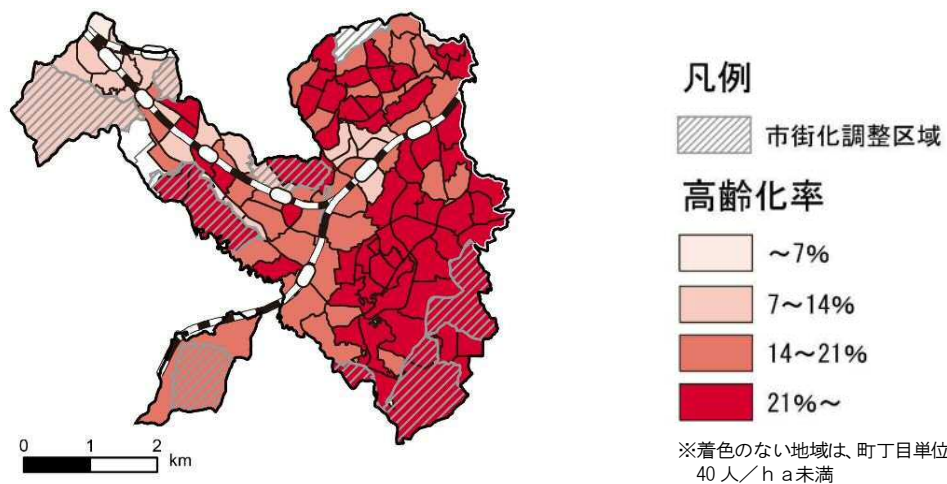 凡例
市街化調整区域
高齢化率
～7%
7～14%
14～21%
21%～
※着色のない地域は、町丁目単位
40人／ｈａ未満
0 1 2
km